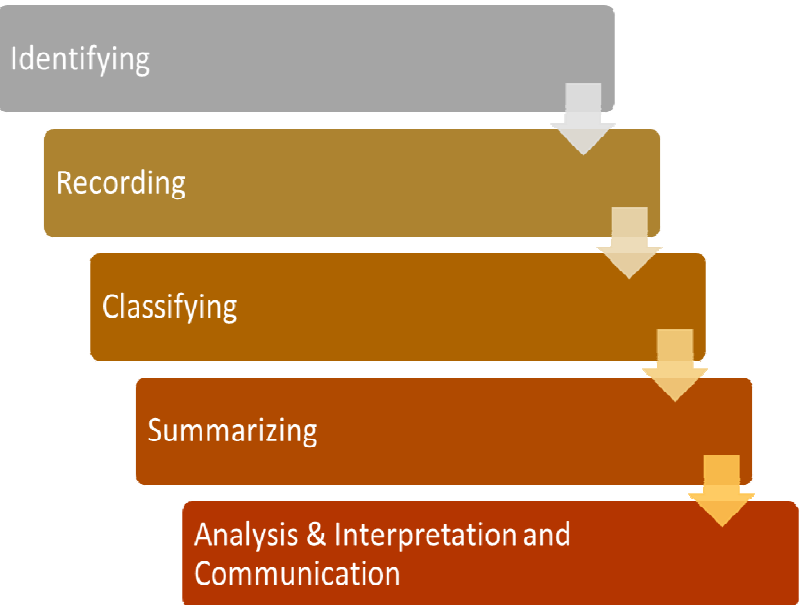 Identifying
Recording
Classifying
Summarizing
Analysis & Interpretation and
Communication